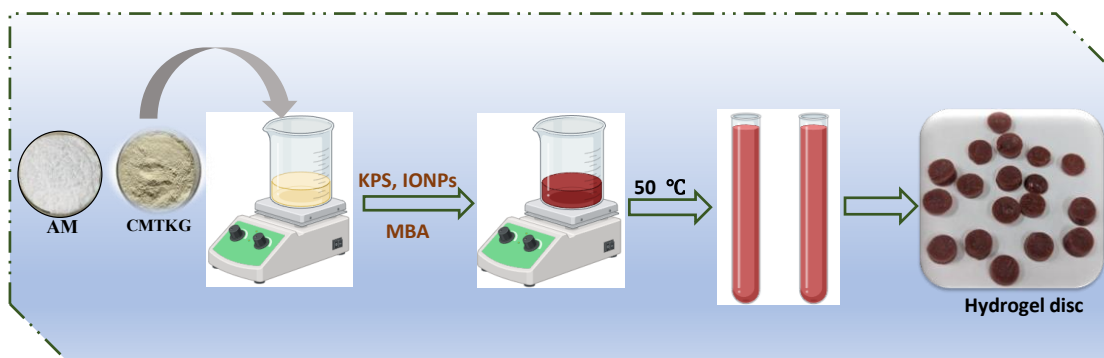 AM
CMTKG
KPS, IONPs
MBA
50 ℃
Hydrogel disc